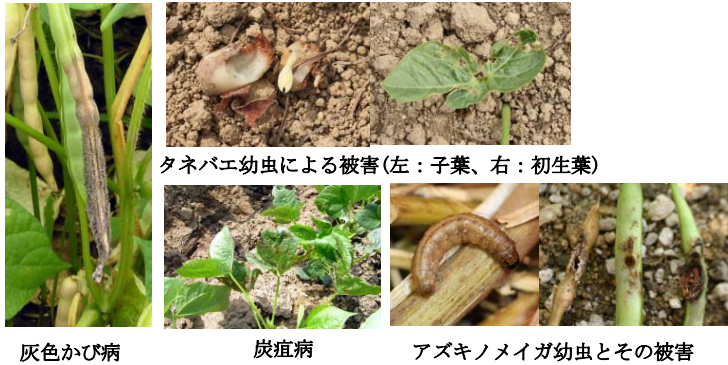 タネバエ幼虫による被害(左：子葉、右：初生葉)
灰色かび病
炭疽病
アズキノメイガ幼虫とその被害